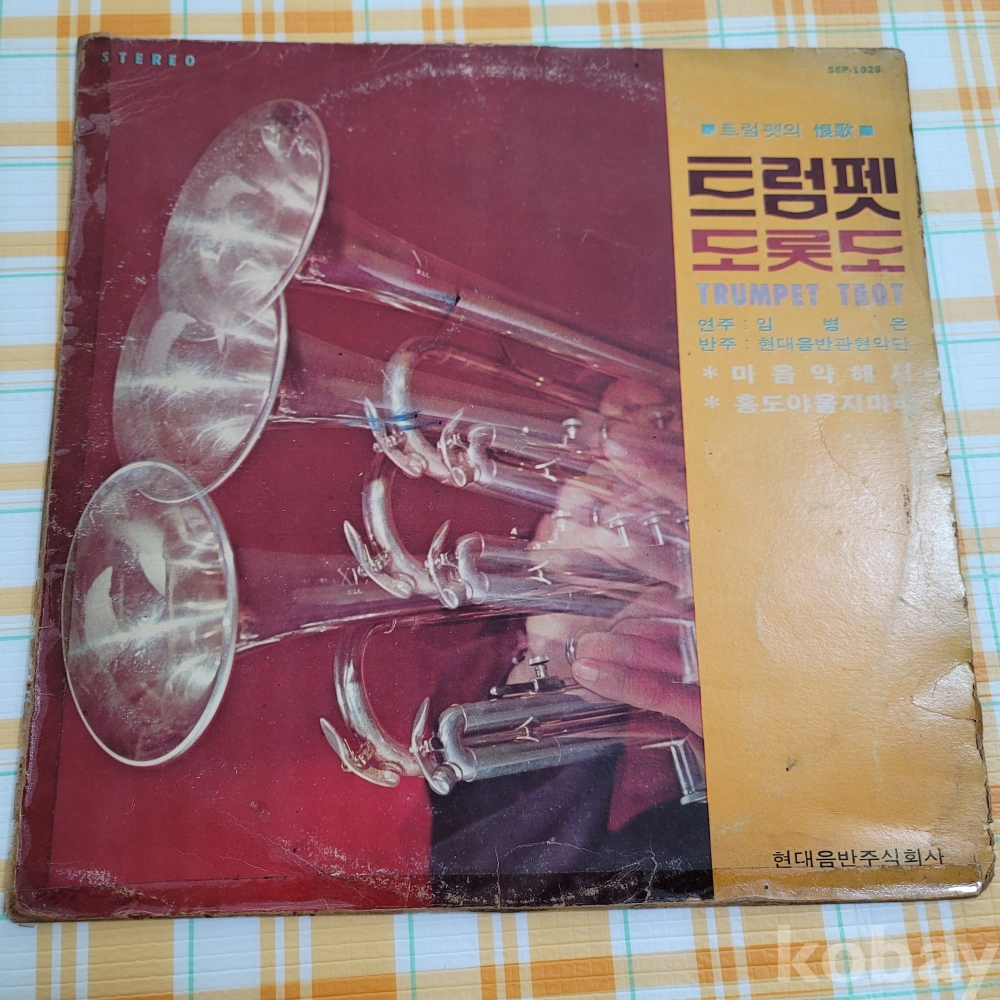 STEREO
SEP-1028
■ 트럼펫의 恨歌 ■
트럼펫
도롯도
TRUMPET TROT
연주 : 임 병 온
반주 : 현대음반관현악단
* 마음약해서
* 홍도야울지마라
현대음반주식회사
kobay